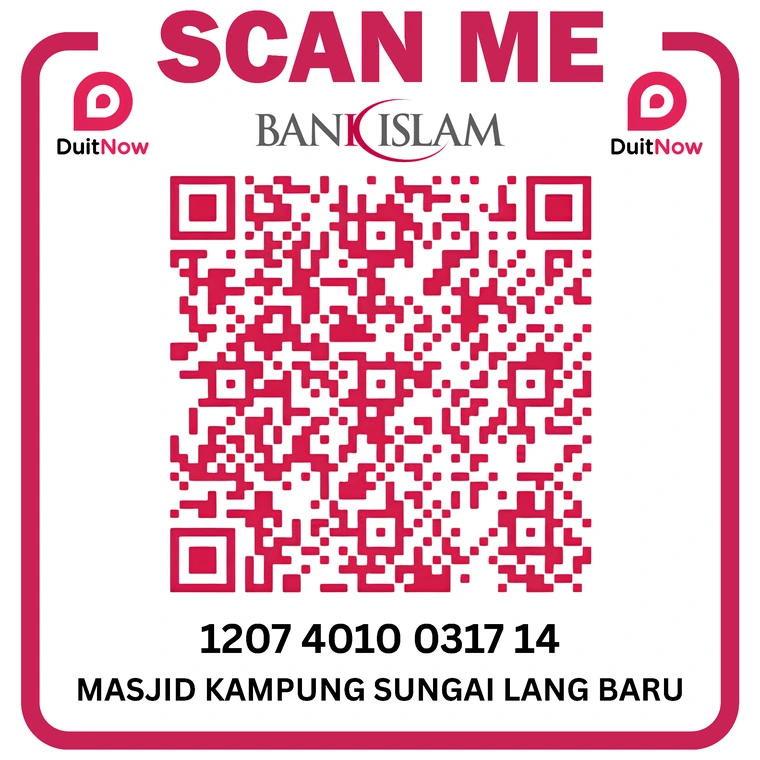 SCAN ME
DuitNow
BANK ISLAM
DuitNow
1207 4010 0317 14
MASJID KAMPUNG SUNGAI LANG BARU